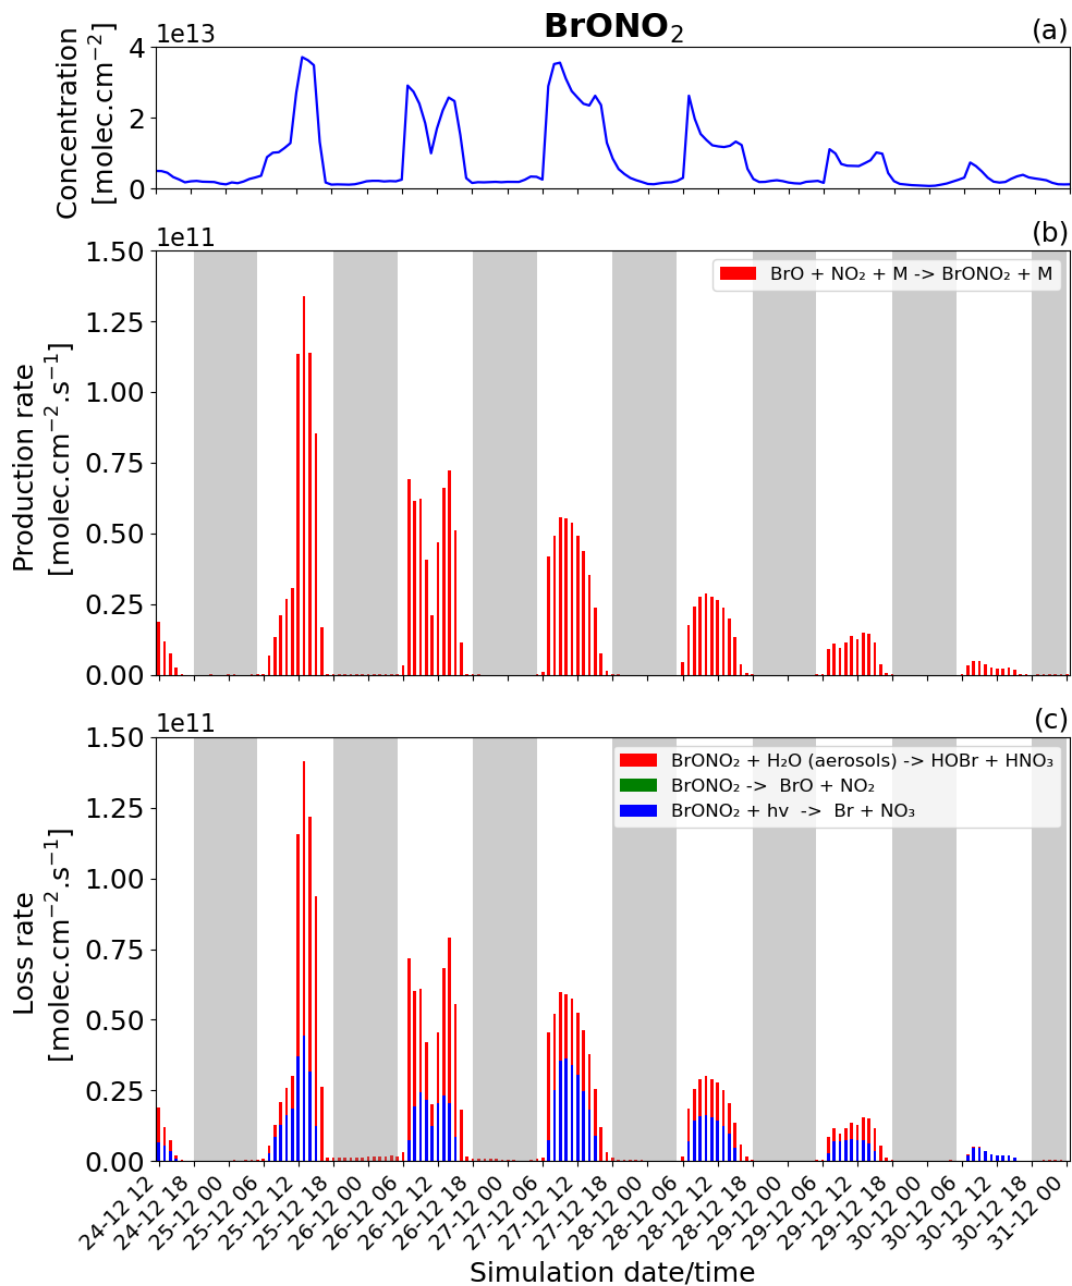 BrONO₂
(a)
1e13
Concentration
[molec.cm⁻²]
4
2
0
(b)
1e11
Production rate
[molec.cm⁻².s⁻¹]
1.50
1.25
1.00
0.75
0.50
0.25
0.00
BrO + NO₂ + M -> BrONO₂ + M
(c)
1e11
Loss rate
[molec.cm⁻².s⁻¹]
1.50
1.25
1.00
0.75
0.50
0.25
0.00
BrONO₂ + H₂O (aerosols) -> HOBr + HNO₃
BrONO₂ -> BrO + NO₂
BrONO₂ + hv -> Br + NO₃
24-12 12
24-12 18
25-12 00
25-12 06
25-12 12
25-12 18
26-12 00
26-12 06
26-12 12
26-12 18
27-12 00
27-12 06
27-12 12
27-12 18
28-12 00
28-12 06
28-12 12
28-12 18
29-12 00
29-12 06
29-12 12
29-12 18
30-12 00
30-12 06
30-12 12
30-12 18
31-12 00
Simulation date/time